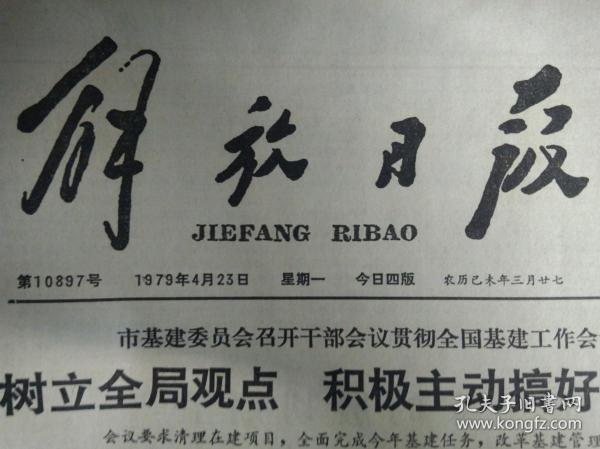 解放日报
JIEFANG RIBAO
第10897号 1979年4月23日 星期一 今日四版 农历己未年三月廿七
市基建委员会召开干部会议贯彻全国基建工作会
树立全局观点 积极主动搞好
会议要求清理在建项目，全面完成今年基建任务，改革基建管理
孔夫子旧书网
www.kongfz.com